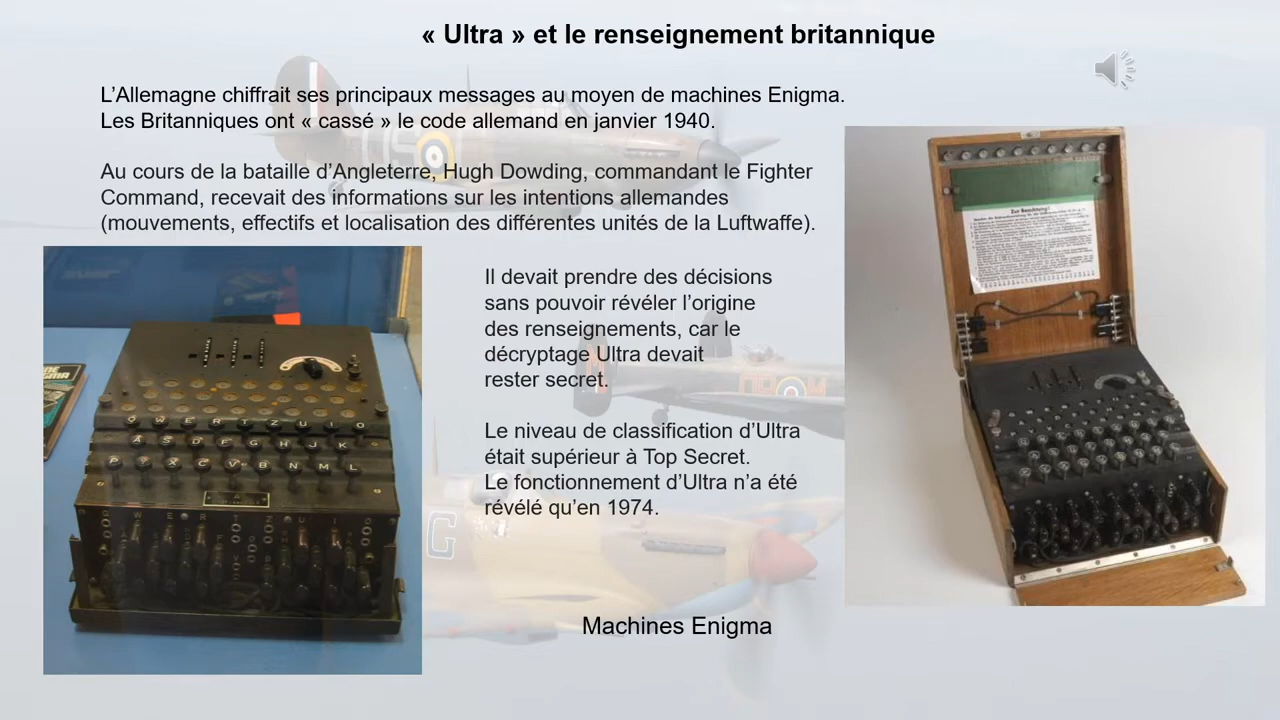 « Ultra » et le renseignement britannique
L’Allemagne chiffrait ses principaux messages au moyen de machines Enigma.
Les Britanniques ont « cassé » le code allemand en janvier 1940.
Au cours de la bataille d’Angleterre, Hugh Dowding, commandant le Fighter
Command, recevait des informations sur les intentions allemandes
(mouvements, effectifs et localisation des différentes unités de la Luftwaffe).
Il devait prendre des décisions
sans pouvoir révéler l’origine
des renseignements, car le
décryptage Ultra devait
rester secret.
Le niveau de classification d’Ultra
était supérieur à Top Secret.
Le fonctionnement d’Ultra n’a été
révélé qu’en 1974.
Machines Enigma
Zur Beachtung!
Q W E R T Z U I O
A S D F G H J K
P Y X C V B N M L
G